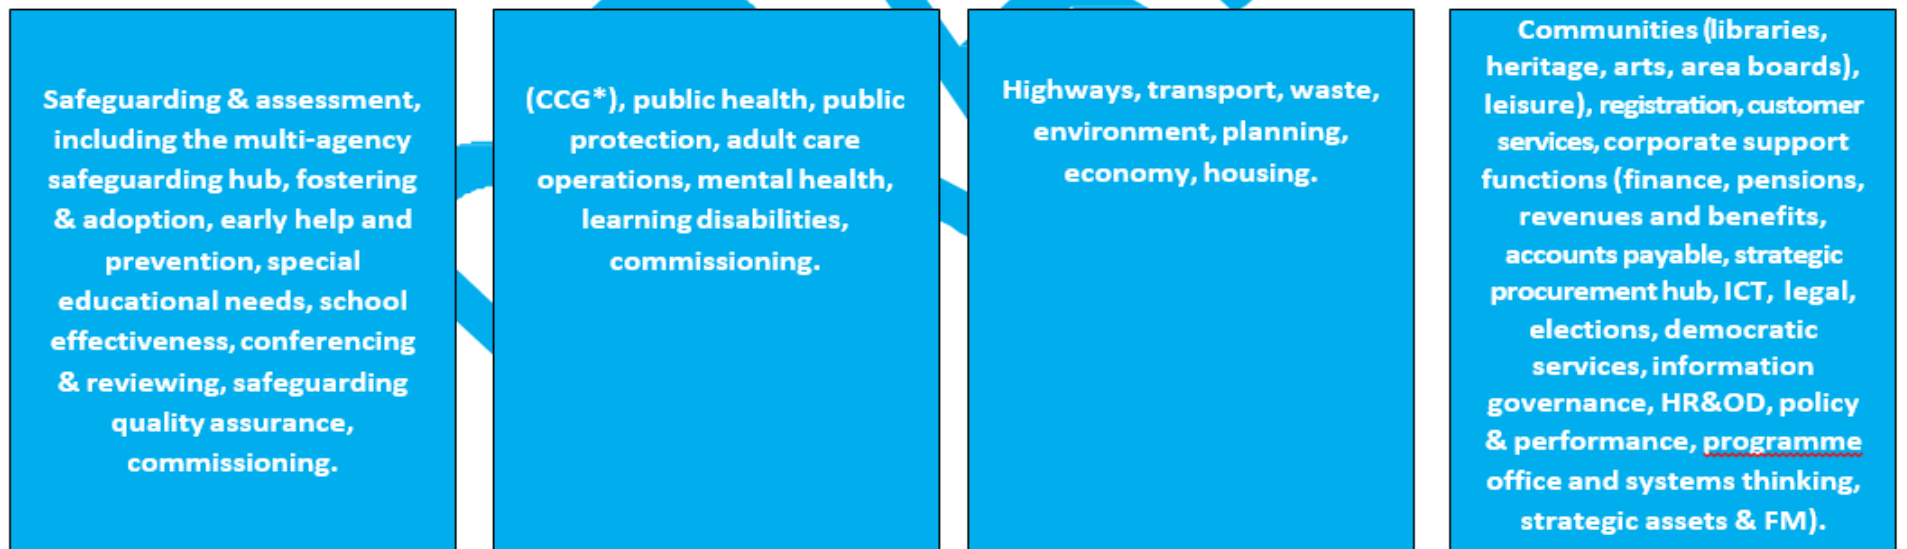 Safeguarding & assessment,
including the multi-agency
safeguarding hub, fostering
& adoption, early help and
prevention, special
educational needs, school
effectiveness, conferencing
& reviewing, safeguarding
quality assurance,
commissioning.
(CCG*), public health, public
protection, adult care
operations, mental health,
learning disabilities,
commissioning.
Highways, transport, waste,
environment, planning,
economy, housing.
Communities (libraries,
heritage, arts, area boards),
leisure), registration, customer
services, corporate support
functions (finance, pensions,
revenues and benefits,
accounts payable, strategic
procurement hub, ICT, legal,
elections, democratic
services, information
governance, HR&OD, policy
& performance, programme
office and systems thinking,
strategic assets & FM).